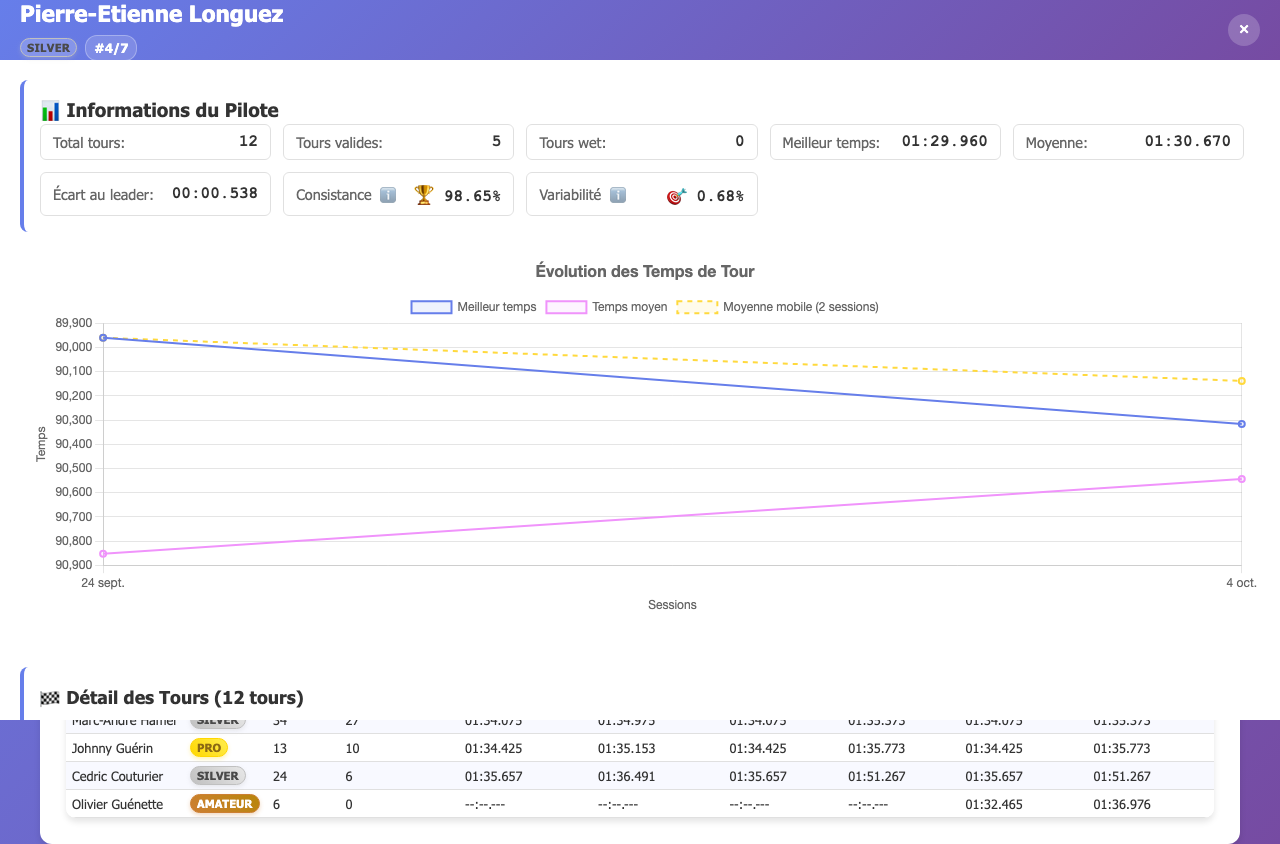 Pierre-Etienne Longuez
SILVER #4/7
×
Informations du Pilote
Total tours: 12
Tours valides: 5
Tours wet: 0
Meilleur temps: 01:29.960
Moyenne: 01:30.670
Écart au leader: 00:00.538
Consistance i 98.65%
Variabilité i 0.68%
Évolution des Temps de Tour
Meilleur temps Temps moyen Moyenne mobile (2 sessions)
89,900
90,000
90,100
90,200
90,300
90,400
90,500
90,600
90,700
90,800
90,900
Temps
24 sept. 4 oct.
Sessions
Détail des Tours (12 tours)
SILVER 34 27 01:34.075 01:34.975 01:34.075 01:35.373 01:34.075 01:35.373
Johnny Guérin PRO 13 10 01:34.425 01:35.153 01:34.425 01:35.773 01:34.425 01:35.773
Cedric Couturier SILVER 24 6 01:35.657 01:36.491 01:35.657 01:51.267 01:35.657 01:51.267
Olivier Guénette AMATEUR 6 0 --:--.--- --:--.--- --:--.--- --:--.--- 01:32.465 01:36.976